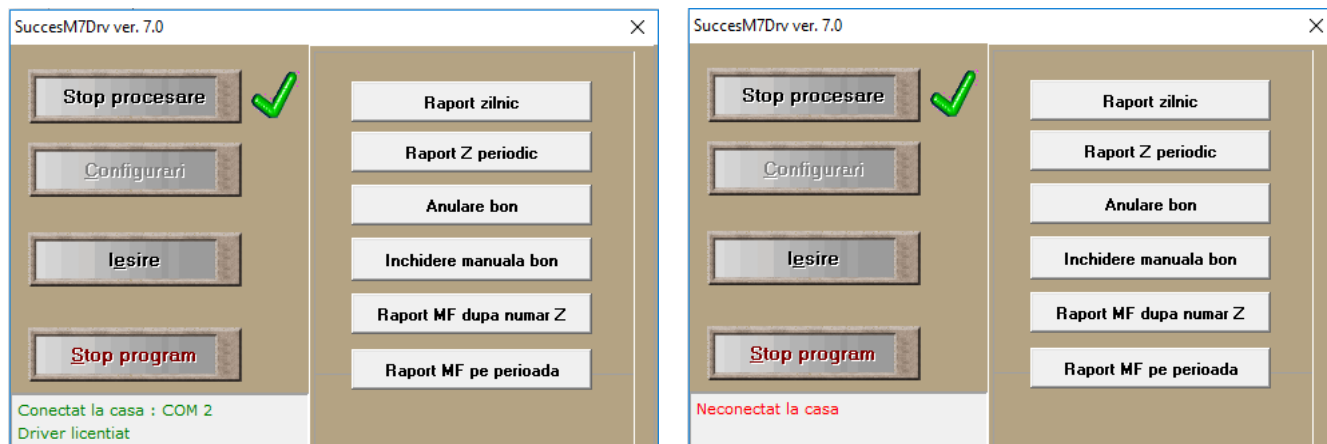 SuccesM7Drv ver. 7.0
Stop procesare
Configurari
Iesire
Stop program
Conectat la casa : COM 2
Driver licentiat
Raport zilnic
Raport Z periodic
Anulare bon
Inchidere manuala bon
Raport MF dupa numar Z
Raport MF pe perioada
SuccesM7Drv ver. 7.0
Stop procesare
Configurari
Iesire
Stop program
Neconectat la casa
Raport zilnic
Raport Z periodic
Anulare bon
Inchidere manuala bon
Raport MF dupa numar Z
Raport MF pe perioada